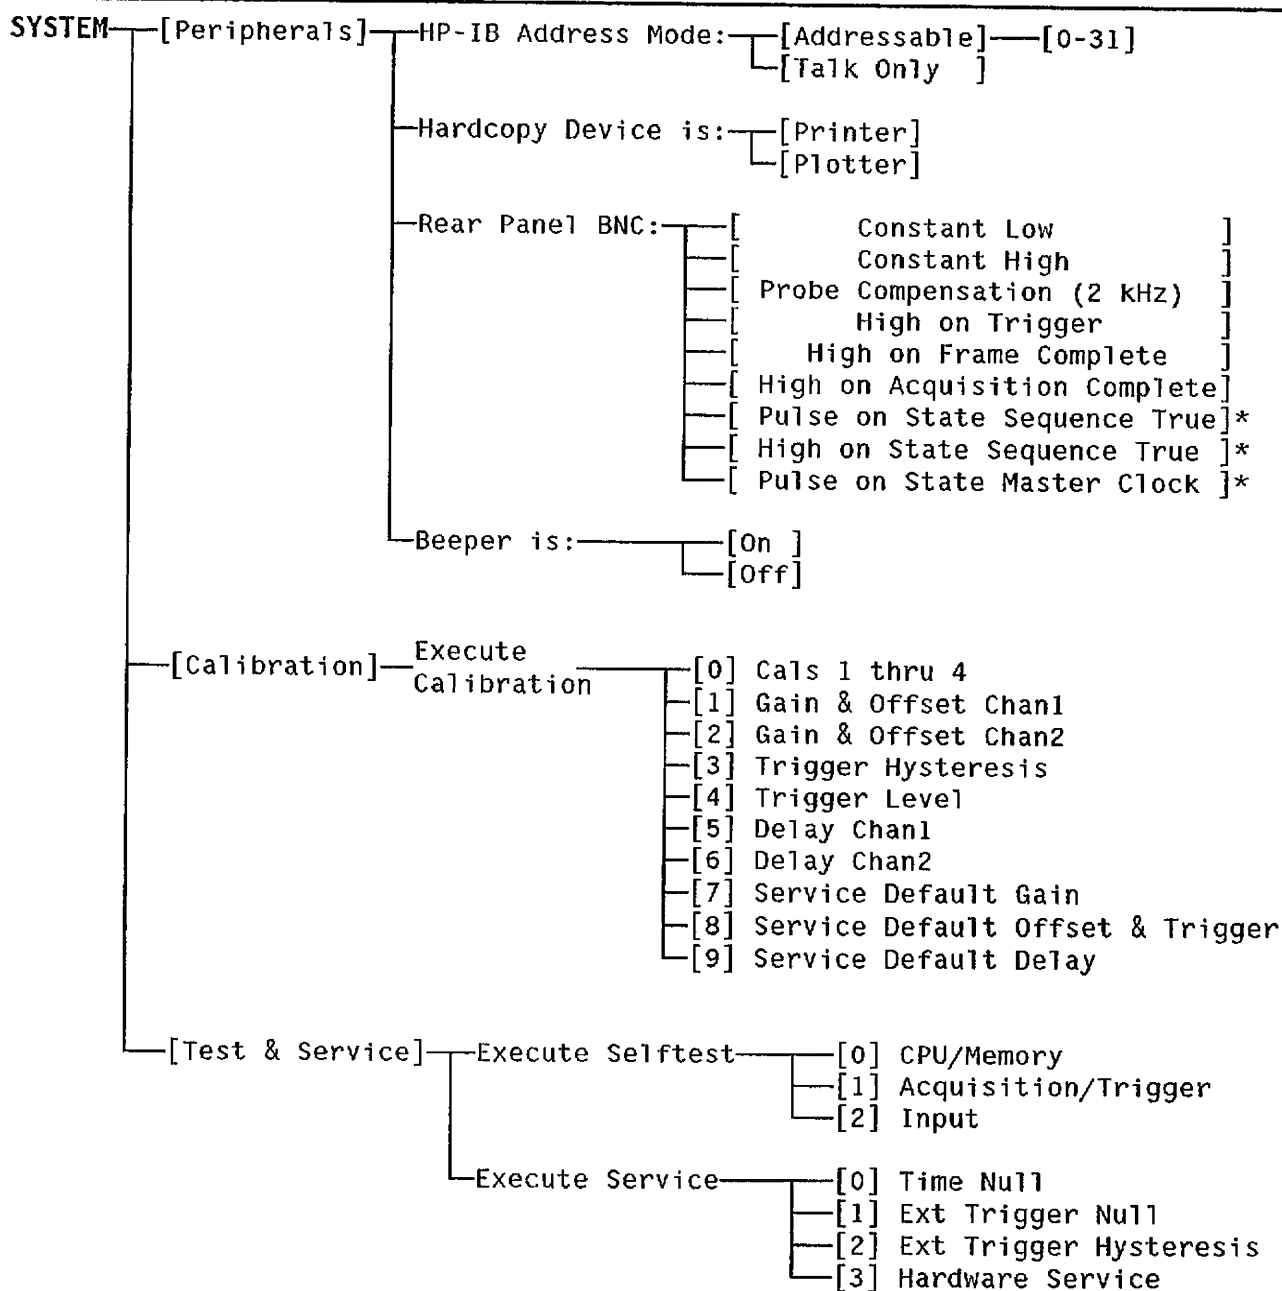 SYSTEM [Peripherals] HP-IB Address Mode: [Addressable] [0-31]
[Talk Only ]
Hardcopy Device is: [Printer]
[Plotter]
Rear Panel BNC: [ Constant Low ]
[ Constant High ]
[ Probe Compensation (2 kHz) ]
[ High on Trigger ]
[ High on Frame Complete ]
[ High on Acquisition Complete]
[ Pulse on State Sequence True]*
[ High on State Sequence True ]*
[ Pulse on State Master Clock ]*
Beeper is: [On ]
[Off]
[Calibration] Execute Calibration [0] Cals 1 thru 4
[1] Gain & Offset Chan1
[2] Gain & Offset Chan2
[3] Trigger Hysteresis
[4] Trigger Level
[5] Delay Chan1
[6] Delay Chan2
[7] Service Default Gain
[8] Service Default Offset & Trigger
[9] Service Default Delay
[Test & Service] Execute Selftest [0] CPU/Memory
[1] Acquisition/Trigger
[2] Input
Execute Service [0] Time Null
[1] Ext Trigger Null
[2] Ext Trigger Hysteresis
[3] Hardware Service